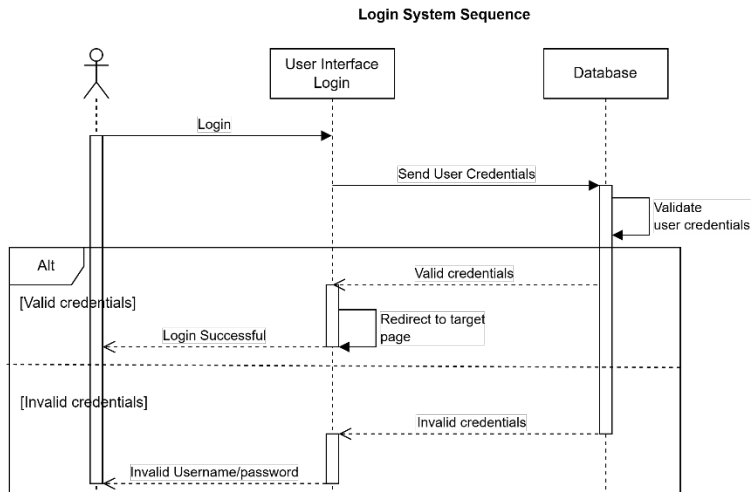 Login System Sequence
User Interface
Login
Database
Login
Send User Credentials
Validate
user credentials
Alt
Valid credentials
[Valid credentials]
Redirect to target
page
Login Successful
[Invalid credentials]
Invalid credentials
Invalid Username/password